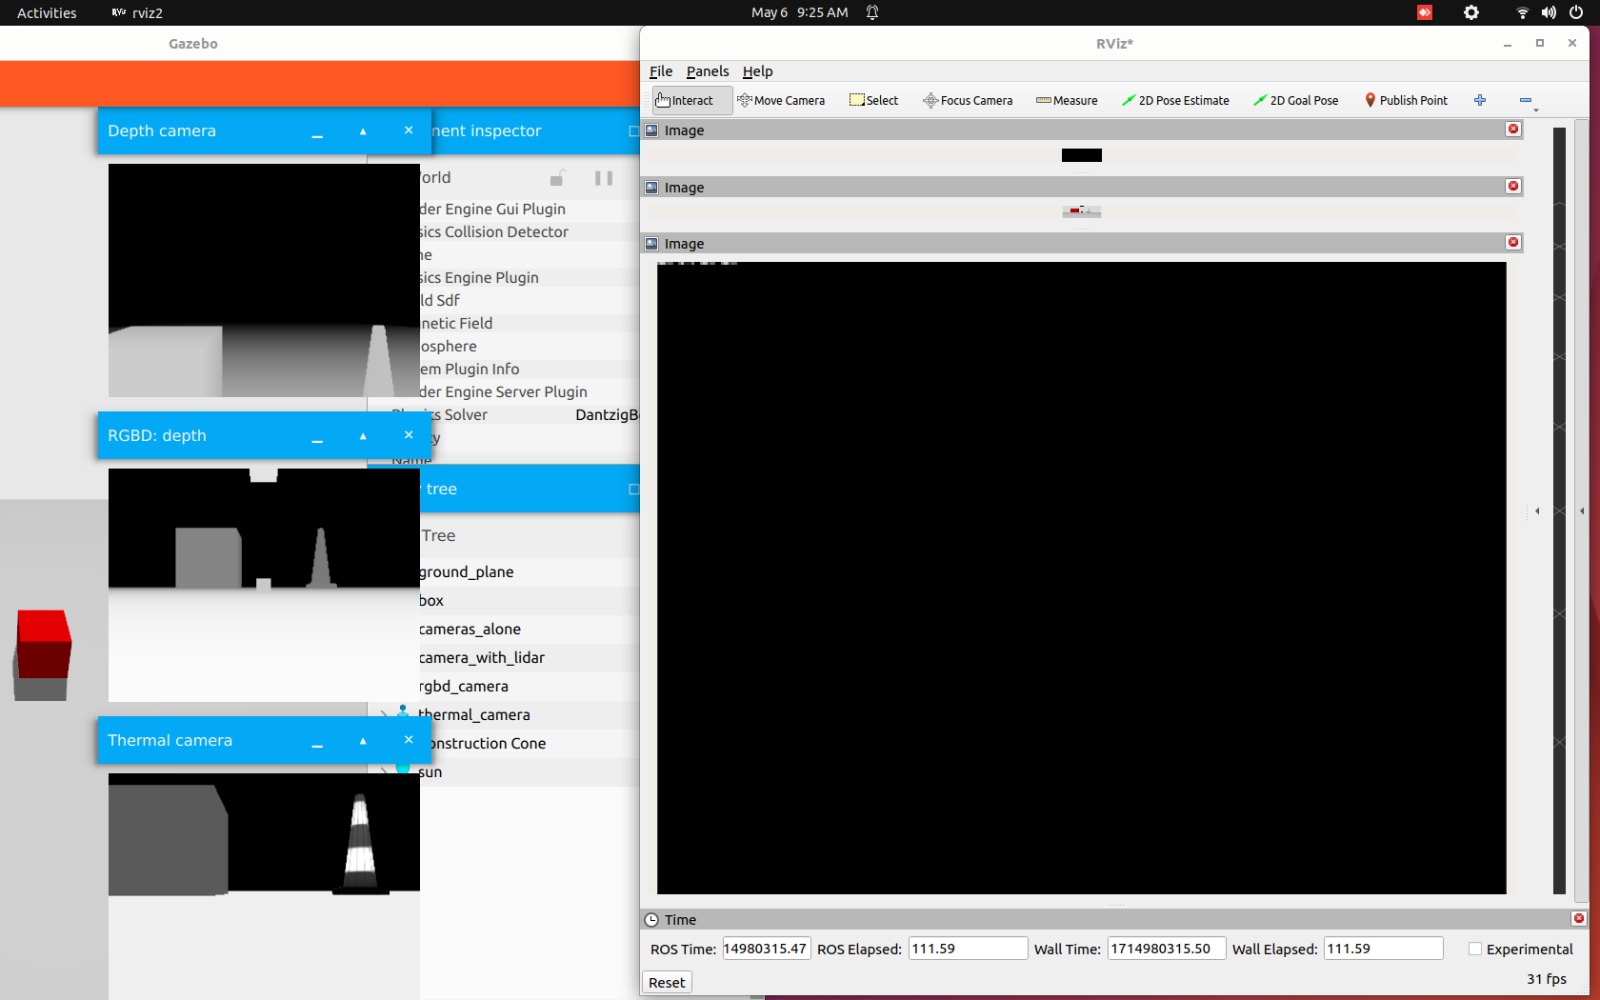 Activities
RViz rviz2
May 6 9:25 AM
Gazebo
RViz*
File Panels Help
Interact Move Camera Select Focus Camera Measure 2D Pose Estimate 2D Goal Pose Publish Point
Depth camera
nent inspector
orld
der Engine Gui Plugin
sics Collision Detector
ne
sics Engine Plugin
ld Sdf
netic Field
osphere
em Plugin Info
der Engine Server Plugin
Physics Solver DantzigB
RGBD: depth
ty
Name
tree
Tree
ground_plane
box
cameras_alone
camera_with_lidar
rgbd_camera
thermal_camera
Thermal camera
onstruction Cone
sun
Image
Image
Image
Time
ROS Time: 14980315.47 ROS Elapsed: 111.59 Wall Time: 1714980315.50 Wall Elapsed: 111.59 Experimental
Reset
31 fps